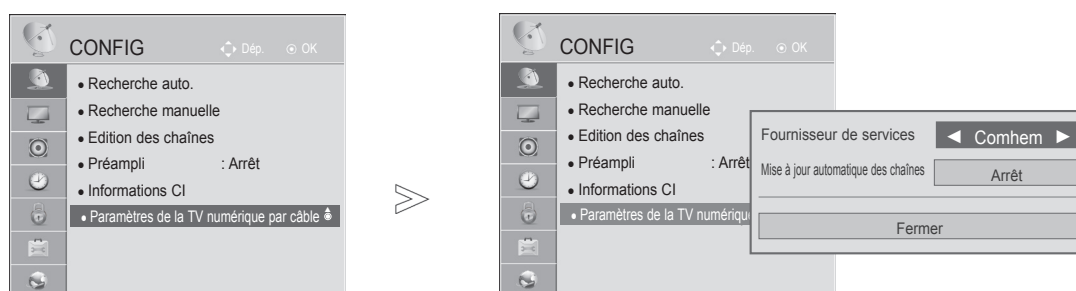 CONFIG
Dép. OK
• Recherche auto.
• Recherche manuelle
• Edition des chaînes
• Préampli : Arrêt
• Informations CI
• Paramètres de la TV numérique par câble
CONFIG
Dép. OK
• Recherche auto.
• Recherche manuelle
• Edition des chaînes
• Préampli : Arrêt
• Informations CI
• Paramètres de la TV numériqu
Fournisseur de services ◄ Comhem ►
Mise à jour automatique des chaînes Arrêt
Fermer